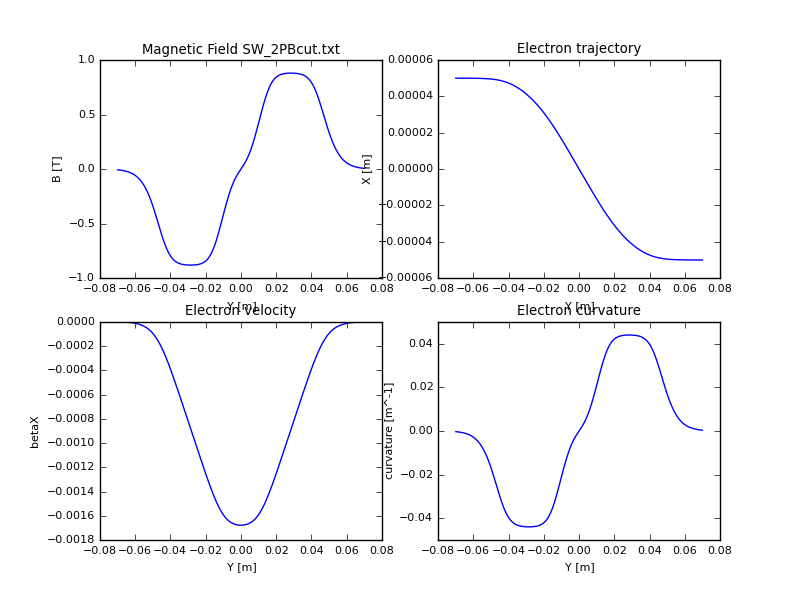 Magnetic Field SW_2PBcut.txt
1.0
0.5
0.0
−0.5
−1.0
B [T]
−0.08 −0.06 −0.04 −0.02 0.00 0.02 0.04 0.06 0.08
Y [m]
Electron trajectory
0.00006
0.00004
0.00002
0.00000
−0.00002
−0.00004
−0.00006
X [m]
−0.08 −0.06 −0.04 −0.02 0.00 0.02 0.04 0.06 0.08
Y [m]
Electron velocity
0.0000
−0.0002
−0.0004
−0.0006
−0.0008
−0.0010
−0.0012
−0.0014
−0.0016
−0.0018
betaX
−0.08 −0.06 −0.04 −0.02 0.00 0.02 0.04 0.06 0.08
Y [m]
Electron curvature
0.04
0.02
0.00
−0.02
−0.04
curvature [m^-1]
−0.08 −0.06 −0.04 −0.02 0.00 0.02 0.04 0.06 0.08
Y [m]